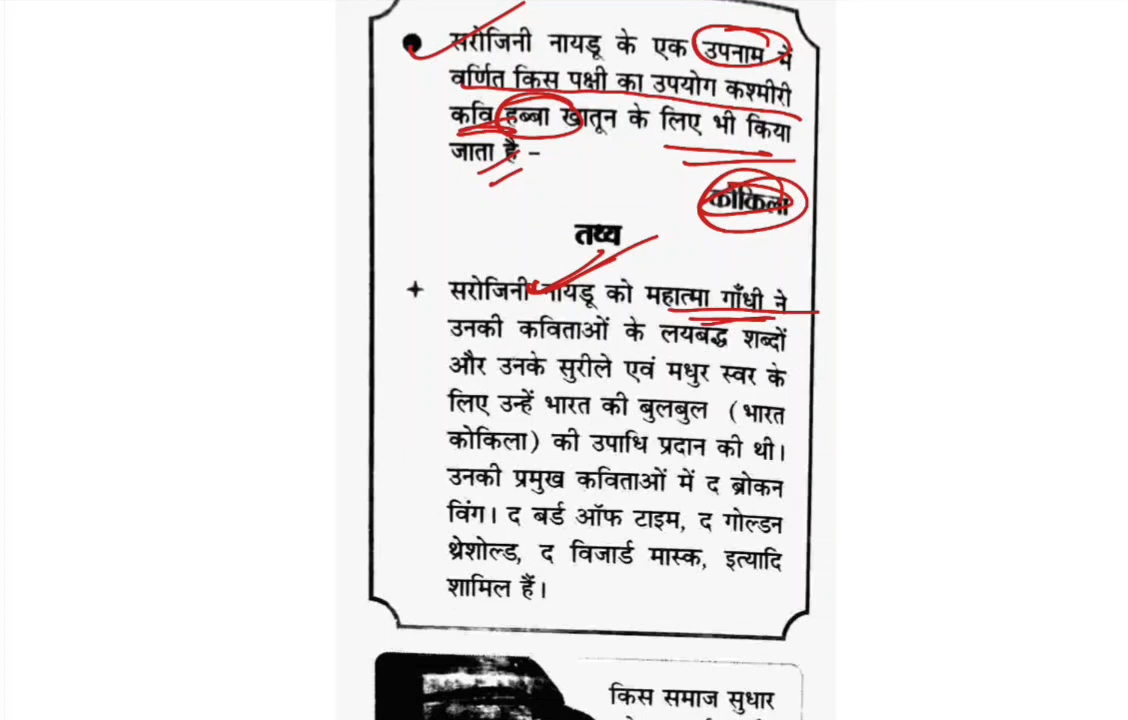 सरोजिनी नायडू के एक उपनाम में
वर्णित किस पक्षी का उपयोग कश्मीरी
कवि हब्बा खातून के लिए भी किया
जाता है –
कोकिला
तथ्य
+ सरोजिनी नायडू को महात्मा गाँधी ने
उनकी कविताओं के लयबद्ध शब्दों
और उनके सुरीले एवं मधुर स्वर के
लिए उन्हें भारत की बुलबुल (भारत
कोकिला) की उपाधि प्रदान की थी।
उनकी प्रमुख कविताओं में द ब्रोकन
विंग। द बर्ड ऑफ टाइम, द गोल्डन
थ्रेशोल्ड, द विजार्ड मास्क, इत्यादि
शामिल हैं।
किस समाज सुधार